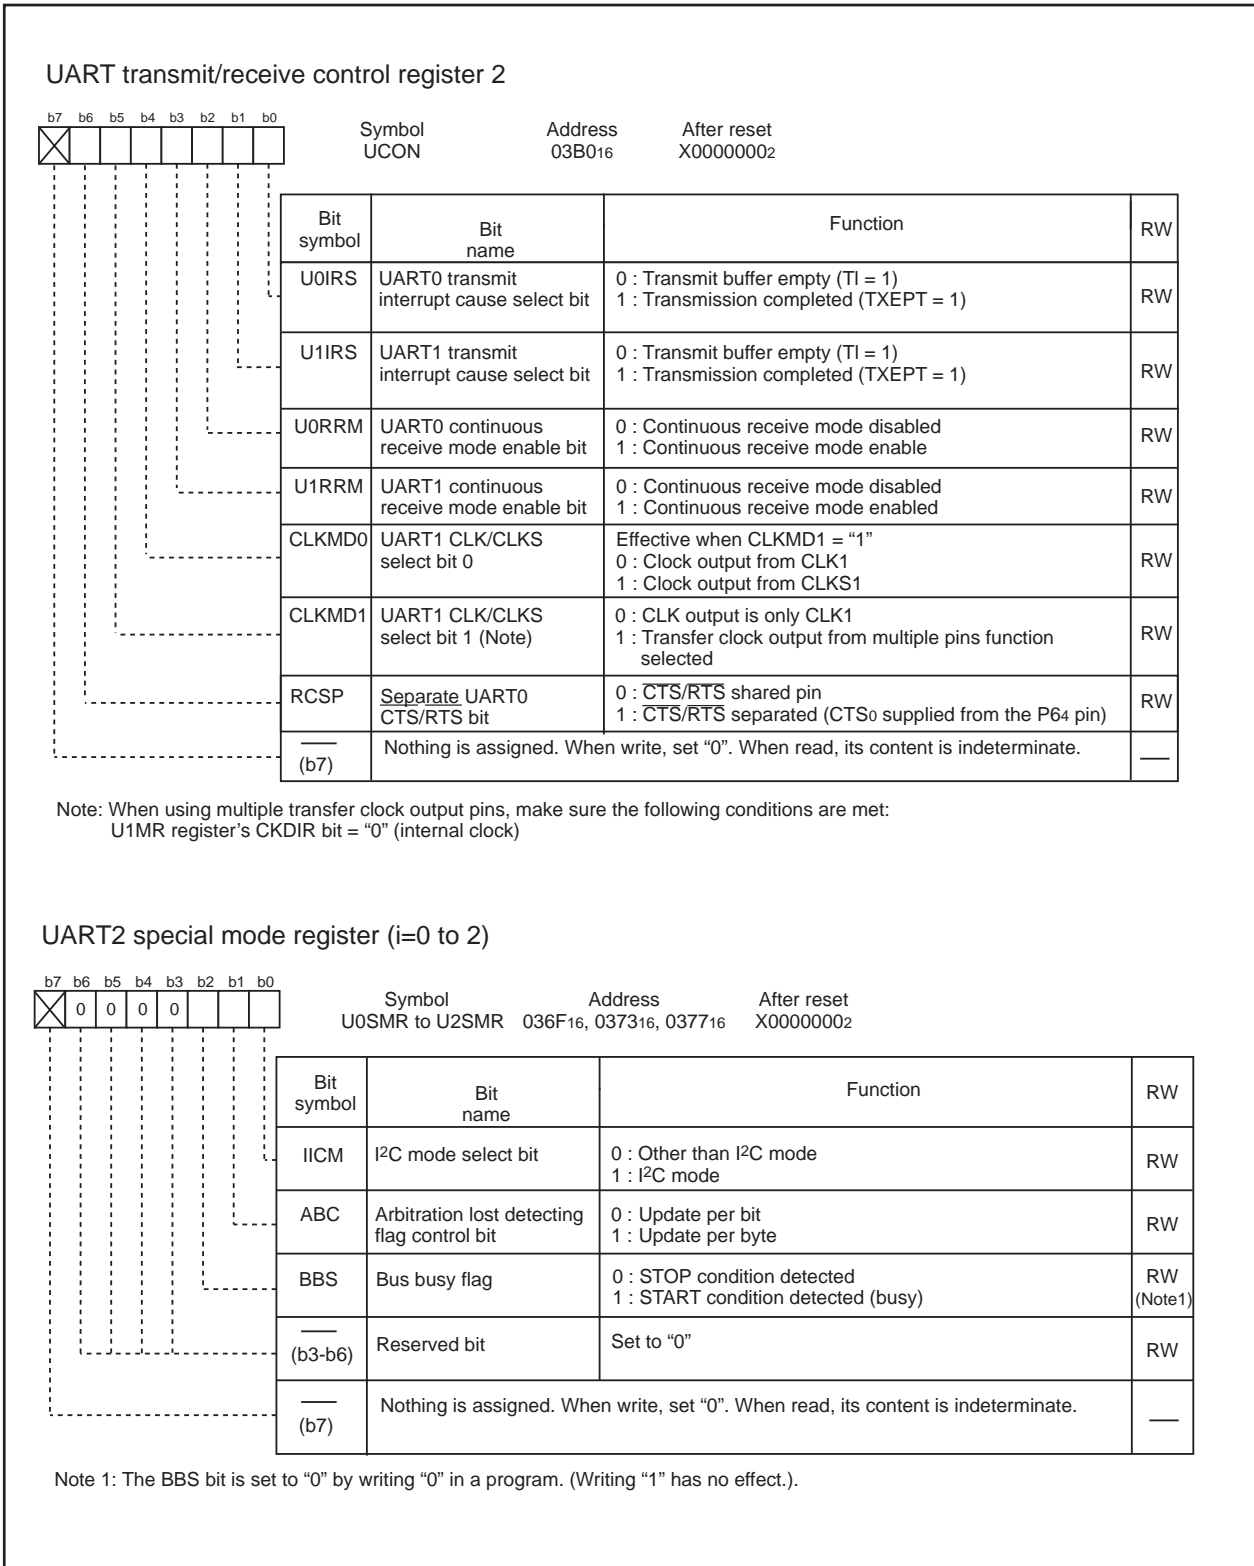 UART transmit/receive control register 2
b7 b6 b5 b4 b3 b2 b1 b0
Symbol Address After reset
UCON 03B016 X00000002
Bit symbol Bit name Function RW
U0IRS UART0 transmit interrupt cause select bit 0 : Transmit buffer empty (TI = 1)
1 : Transmission completed (TXEPT = 1) RW
U1IRS UART1 transmit interrupt cause select bit 0 : Transmit buffer empty (TI = 1)
1 : Transmission completed (TXEPT = 1) RW
U0RRM UART0 continuous receive mode enable bit 0 : Continuous receive mode disabled
1 : Continuous receive mode enable RW
U1RRM UART1 continuous receive mode enable bit 0 : Continuous receive mode disabled
1 : Continuous receive mode enabled RW
CLKMD0 UART1 CLK/CLKS select bit 0 Effective when CLKMD1 = “1”
0 : Clock output from CLK1
1 : Clock output from CLKS1 RW
CLKMD1 UART1 CLK/CLKS select bit 1 (Note) 0 : CLK output is only CLK1
1 : Transfer clock output from multiple pins function
selected RW
RCSP Separate UART0 CTS/RTS bit 0 : CTS/RTS shared pin
1 : CTS/RTS separated (CTS0 supplied from the P64 pin) RW
(b7) Nothing is assigned. When write, set “0”. When read, its content is indeterminate.
Note: When using multiple transfer clock output pins, make sure the following conditions are met:
U1MR register’s CKDIR bit = “0” (internal clock)
UART2 special mode register (i=0 to 2)
b7 b6 b5 b4 b3 b2 b1 b0
0 0 0 0
Symbol Address After reset
U0SMR to U2SMR 036F16, 037316, 037716 X00000002
Bit symbol Bit name Function RW
IICM I2C mode select bit 0 : Other than I2C mode
1 : I2C mode RW
ABC Arbitration lost detecting flag control bit 0 : Update per bit
1 : Update per byte RW
BBS Bus busy flag 0 : STOP condition detected
1 : START condition detected (busy) RW (Note1)
(b3-b6) Reserved bit Set to “0” RW
(b7) Nothing is assigned. When write, set “0”. When read, its content is indeterminate.
Note 1: The BBS bit is set to “0” by writing “0” in a program. (Writing “1” has no effect.).